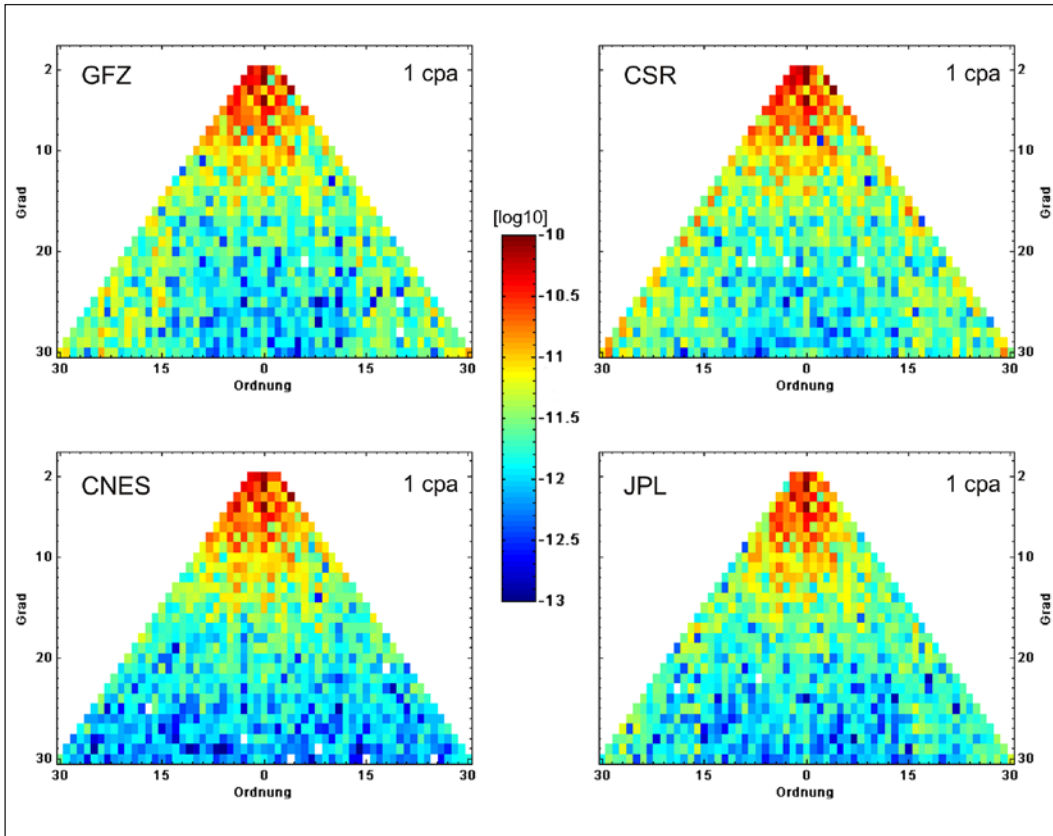 GFZ 1 cpa
2
10
20
30
Grad
30 15 0 15 30
Ordnung
CSR 1 cpa
2
10
20
30
Grad
30 15 0 15 30
Ordnung
[log10]
-10
-10.5
-11
-11.5
-12
-12.5
-13
CNES 1 cpa
2
10
20
30
Grad
30 15 0 15 30
Ordnung
JPL 1 cpa
2
10
20
30
Grad
30 15 0 15 30
Ordnung